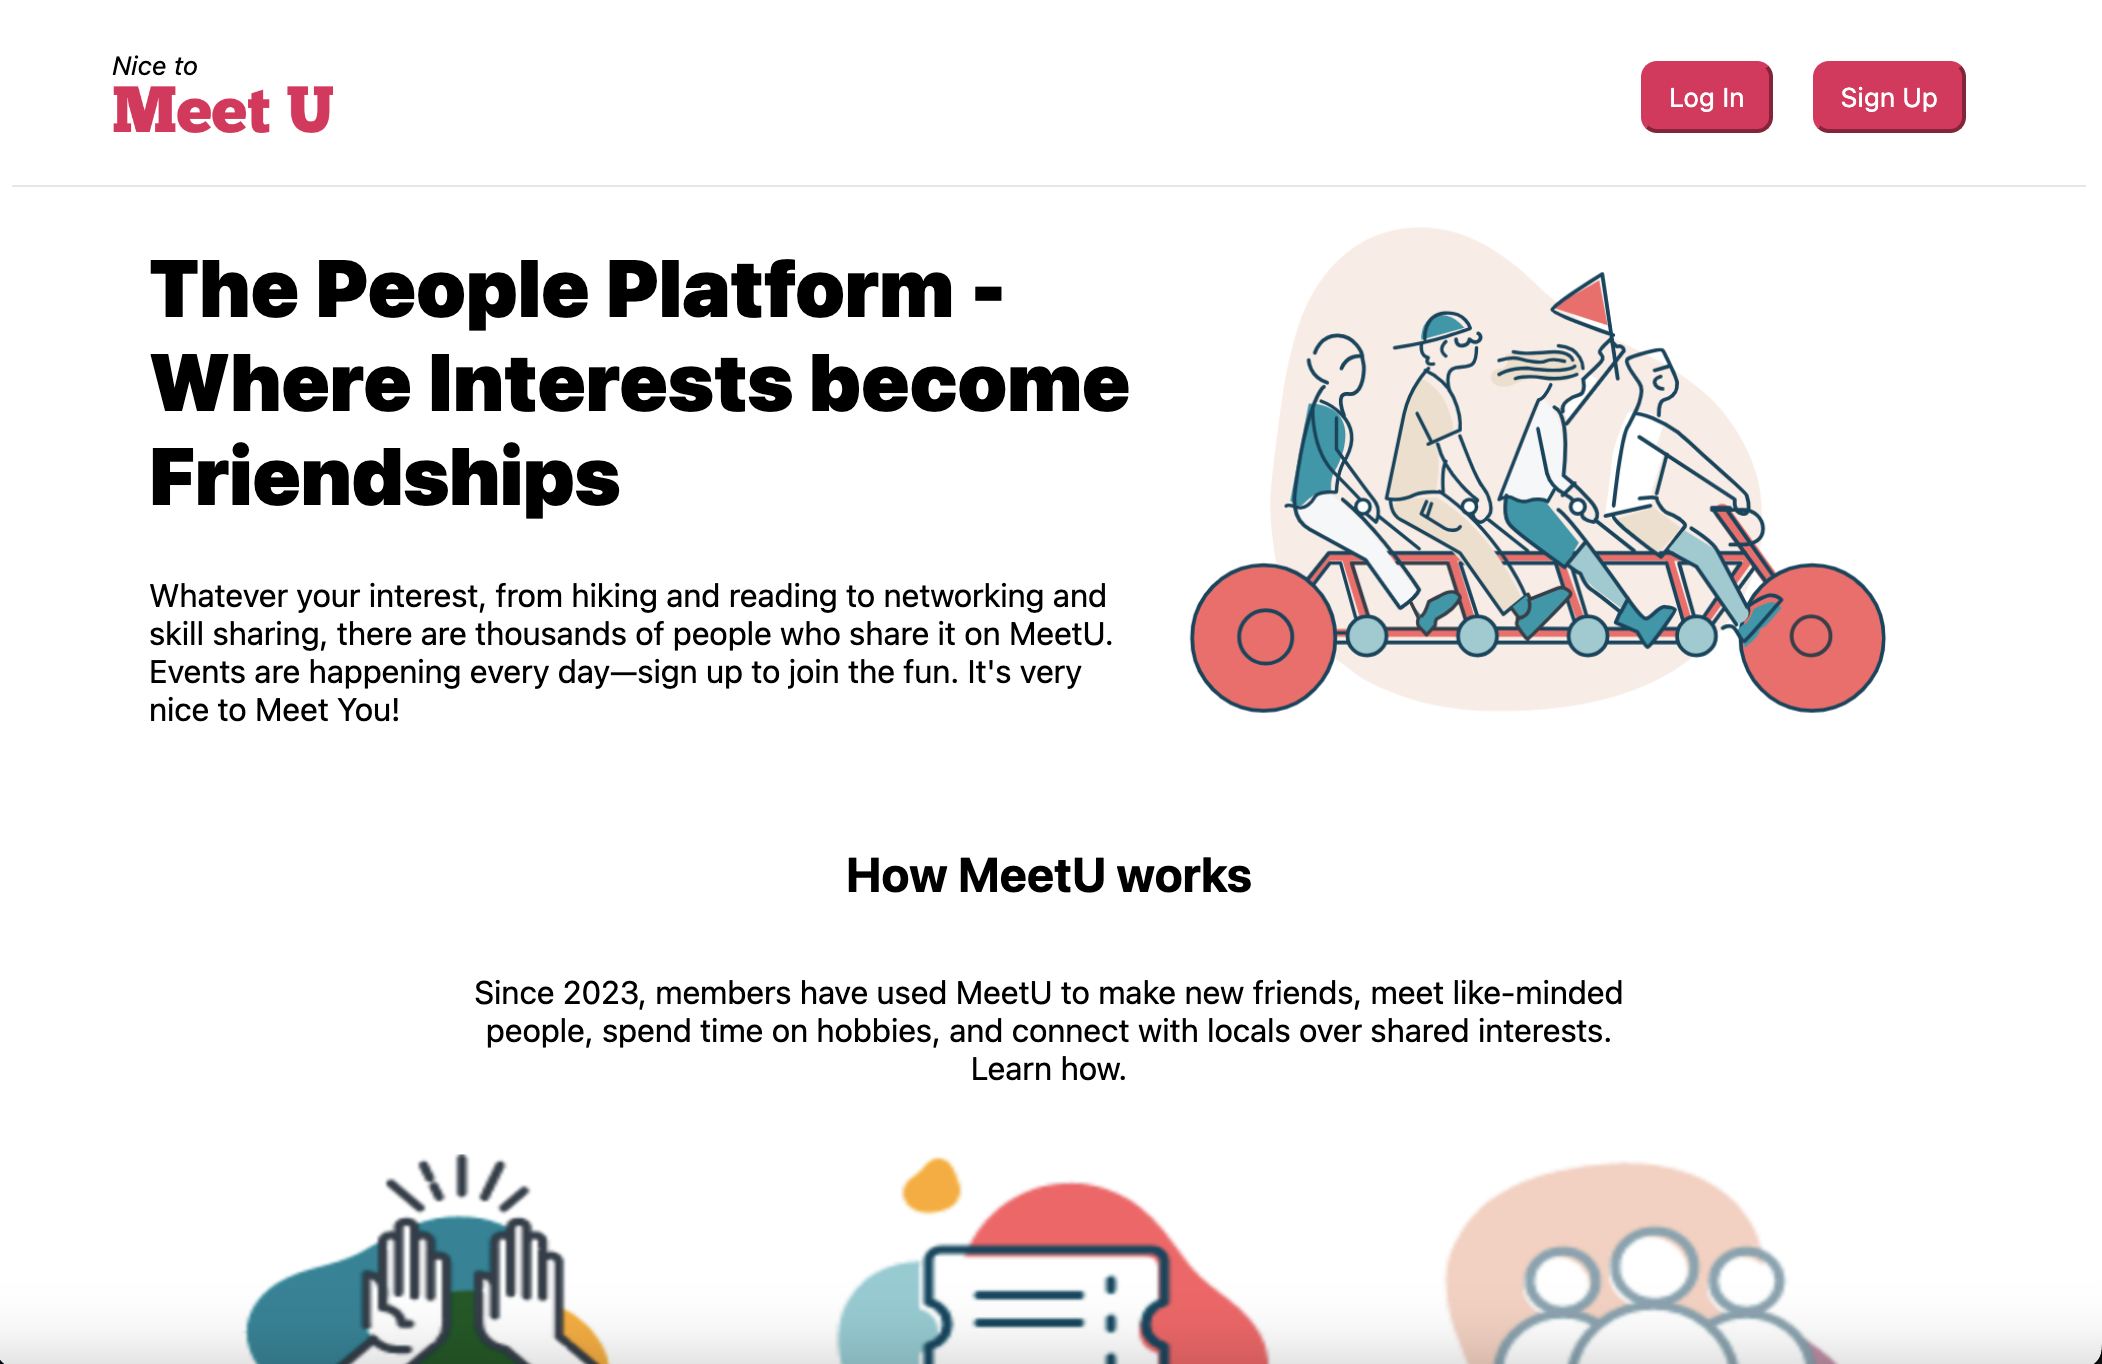 Nice to
Meet U
Log In
Sign Up
The People Platform -
Where Interests become
Friendships
Whatever your interest, from hiking and reading to networking and
skill sharing, there are thousands of people who share it on MeetU.
Events are happening every day—sign up to join the fun. It's very
nice to Meet You!
How MeetU works
Since 2023, members have used MeetU to make new friends, meet like-minded
people, spend time on hobbies, and connect with locals over shared interests.
Learn how.